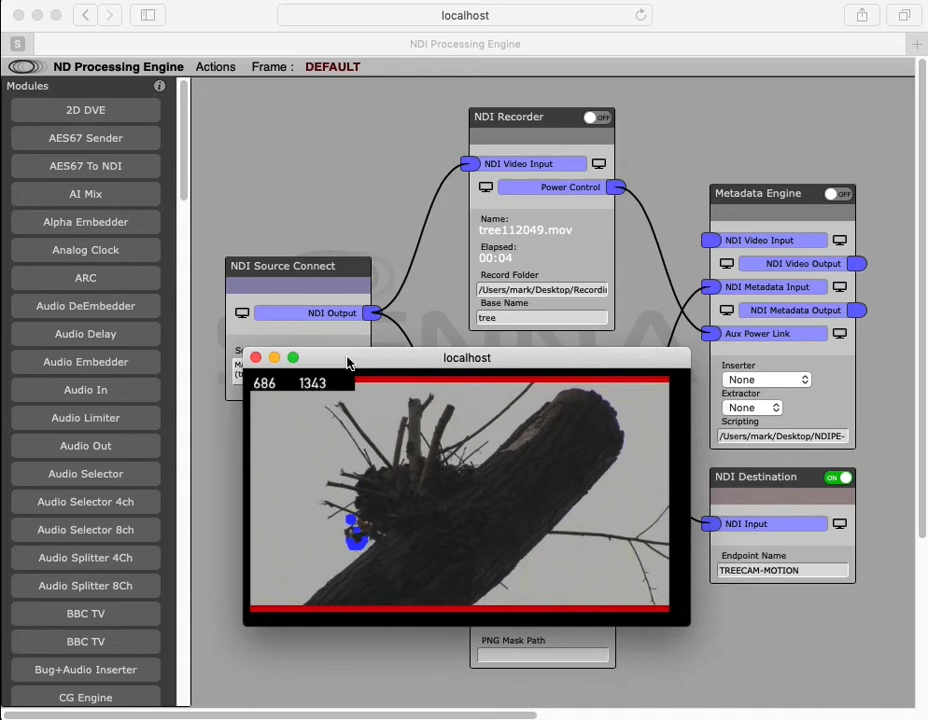 localhost
S
NDI Processing Engine
ND Processing Engine
Actions
Frame :
DEFAULT
Modules
2D DVE
AES67 Sender
AES67 To NDI
AI Mix
Alpha Embedder
Analog Clock
ARC
Audio DeEmbedder
Audio Delay
Audio Embedder
Audio In
Audio Limiter
Audio Out
Audio Selector
Audio Selector 4ch
Audio Selector 8ch
Audio Splitter 4Ch
Audio Splitter 8Ch
BBC TV
BBC TV
Bug+Audio Inserter
CG Engine
NDI Source Connect
NDI Output
NDI Recorder
OFF
NDI Video Input
Power Control
Name:
tree112049.mov
Elapsed:
00:04
Record Folder
/Users/mark/Desktop/Recordin
Base Name
tree
Metadata Engine
OFF
NDI Video Input
NDI Video Output
NDI Metadata Input
NDI Metadata Output
Aux Power Link
Inserter
None
Extractor
None
Scripting
/Users/mark/Desktop/NDIPE-
NDI Destination
ON
NDI Input
Endpoint Name
TREECAM-MOTION
localhost
686 1343
PNG Mask Path